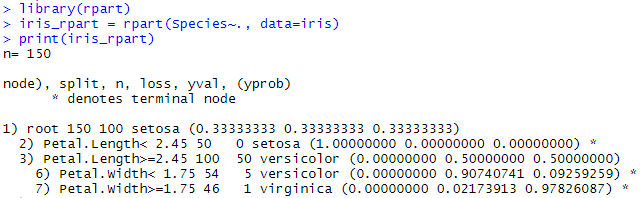 > library(rpart)
> iris_rpart = rpart(Species~., data=iris)
> print(iris_rpart)
n= 150
node), split, n, loss, yval, (yprob)
      * denotes terminal node
1) root 150 100 setosa (0.33333333 0.33333333 0.33333333)
  2) Petal.Length< 2.45 50   0 setosa (1.00000000 0.00000000 0.00000000) *
  3) Petal.Length>=2.45 100  50 versicolor (0.00000000 0.50000000 0.50000000)
    6) Petal.Width< 1.75 54   5 versicolor (0.00000000 0.90740741 0.09259259) *
    7) Petal.Width>=1.75 46   1 virginica (0.00000000 0.02173913 0.97826087) *